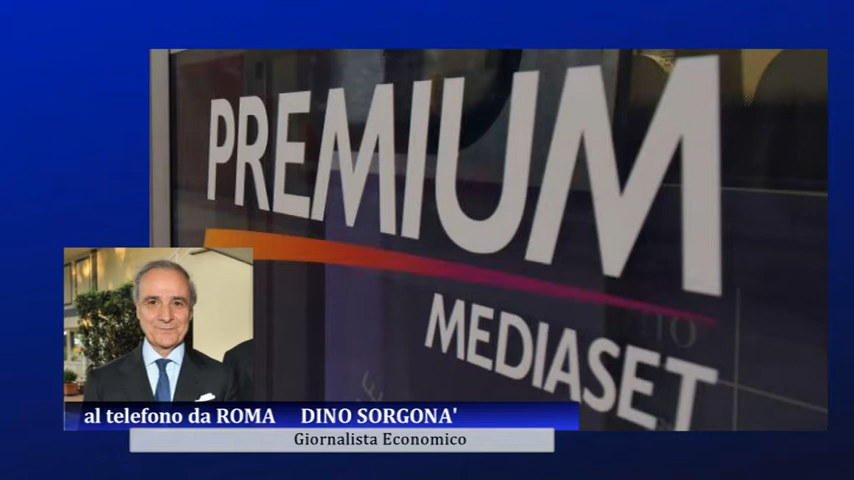 PREMIUM
MEDIASET
al telefono da ROMA DINO SORGONA'
Giornalista Economico